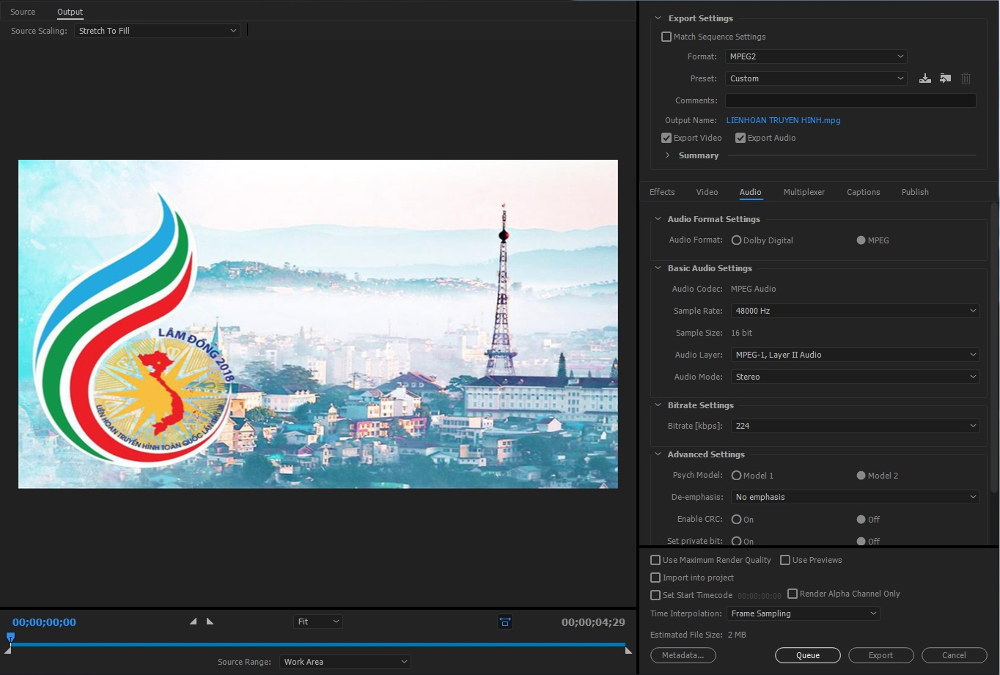 Source Output
Source Scaling: Stretch To Fill
LÂM ĐỒNG 2018
LIÊN HOAN TRUYỀN HÌNH TOÀN QUỐC LẦN
00;00;00;00 Fit 00;00;04;29
Source Range: Work Area
Export Settings
Match Sequence Settings
Format: MPEG2
Preset: Custom
Comments:
Output Name: LIENHOAN TRUYEN HINH.mpg
Export Video Export Audio
Summary
Effects Video Audio Multiplexer Captions Publish
Audio Format Settings
Audio Format: Dolby Digital MPEG
Basic Audio Settings
Audio Codec: MPEG Audio
Sample Rate: 48000 Hz
Sample Size: 16 bit
Audio Layer: MPEG-1, Layer II Audio
Audio Mode: Stereo
Bitrate Settings
Bitrate [kbps]: 224
Advanced Settings
Psych Model: Model 1 Model 2
De-emphasis: No emphasis
Enable CRC: On Off
Set private bit: On Off
Use Maximum Render Quality Use Previews
Import into project
Set Start Timecode 00:00:00:00 Render Alpha Channel Only
Time Interpolation: Frame Sampling
Estimated File Size: 2 MB
Metadata... Queue Export Cancel